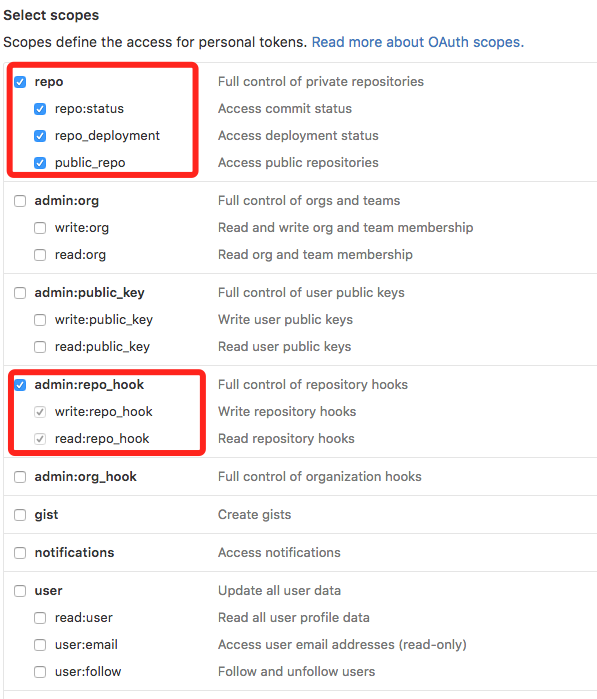 Select scopes
Scopes define the access for personal tokens. Read more about OAuth scopes.
repo Full control of private repositories
repo:status Access commit status
repo_deployment Access deployment status
public_repo Access public repositories
admin:org Full control of orgs and teams
write:org Read and write org and team membership
read:org Read org and team membership
admin:public_key Full control of user public keys
write:public_key Write user public keys
read:public_key Read user public keys
admin:repo_hook Full control of repository hooks
write:repo_hook Write repository hooks
read:repo_hook Read repository hooks
admin:org_hook Full control of organization hooks
gist Create gists
notifications Access notifications
user Update all user data
read:user Read all user profile data
user:email Access user email addresses (read-only)
user:follow Follow and unfollow users